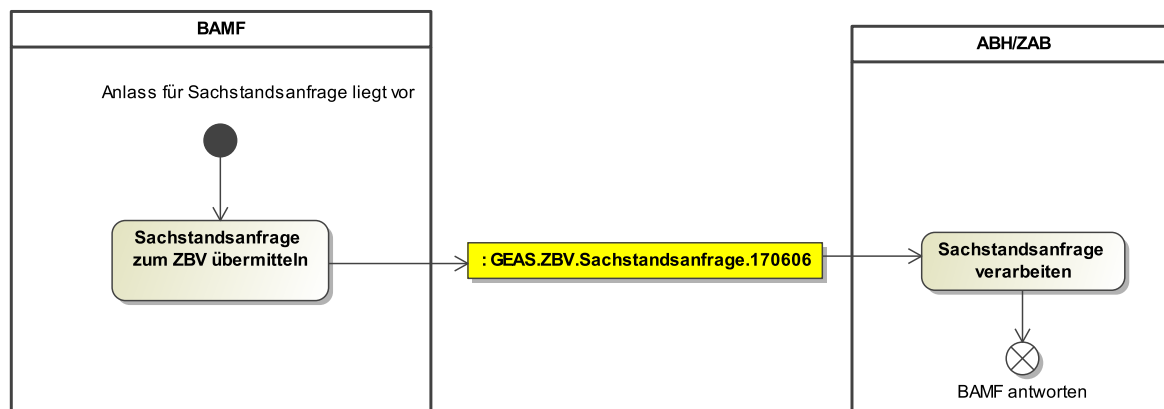 BAMF
ABH/ZAB
Anlass für Sachstandsanfrage liegt vor
Sachstandsanfrage
zum ZBV übermitteln
: GEAS.ZBV.Sachstandsanfrage.170606
Sachstandsanfrage
verarbeiten
BAMF antworten